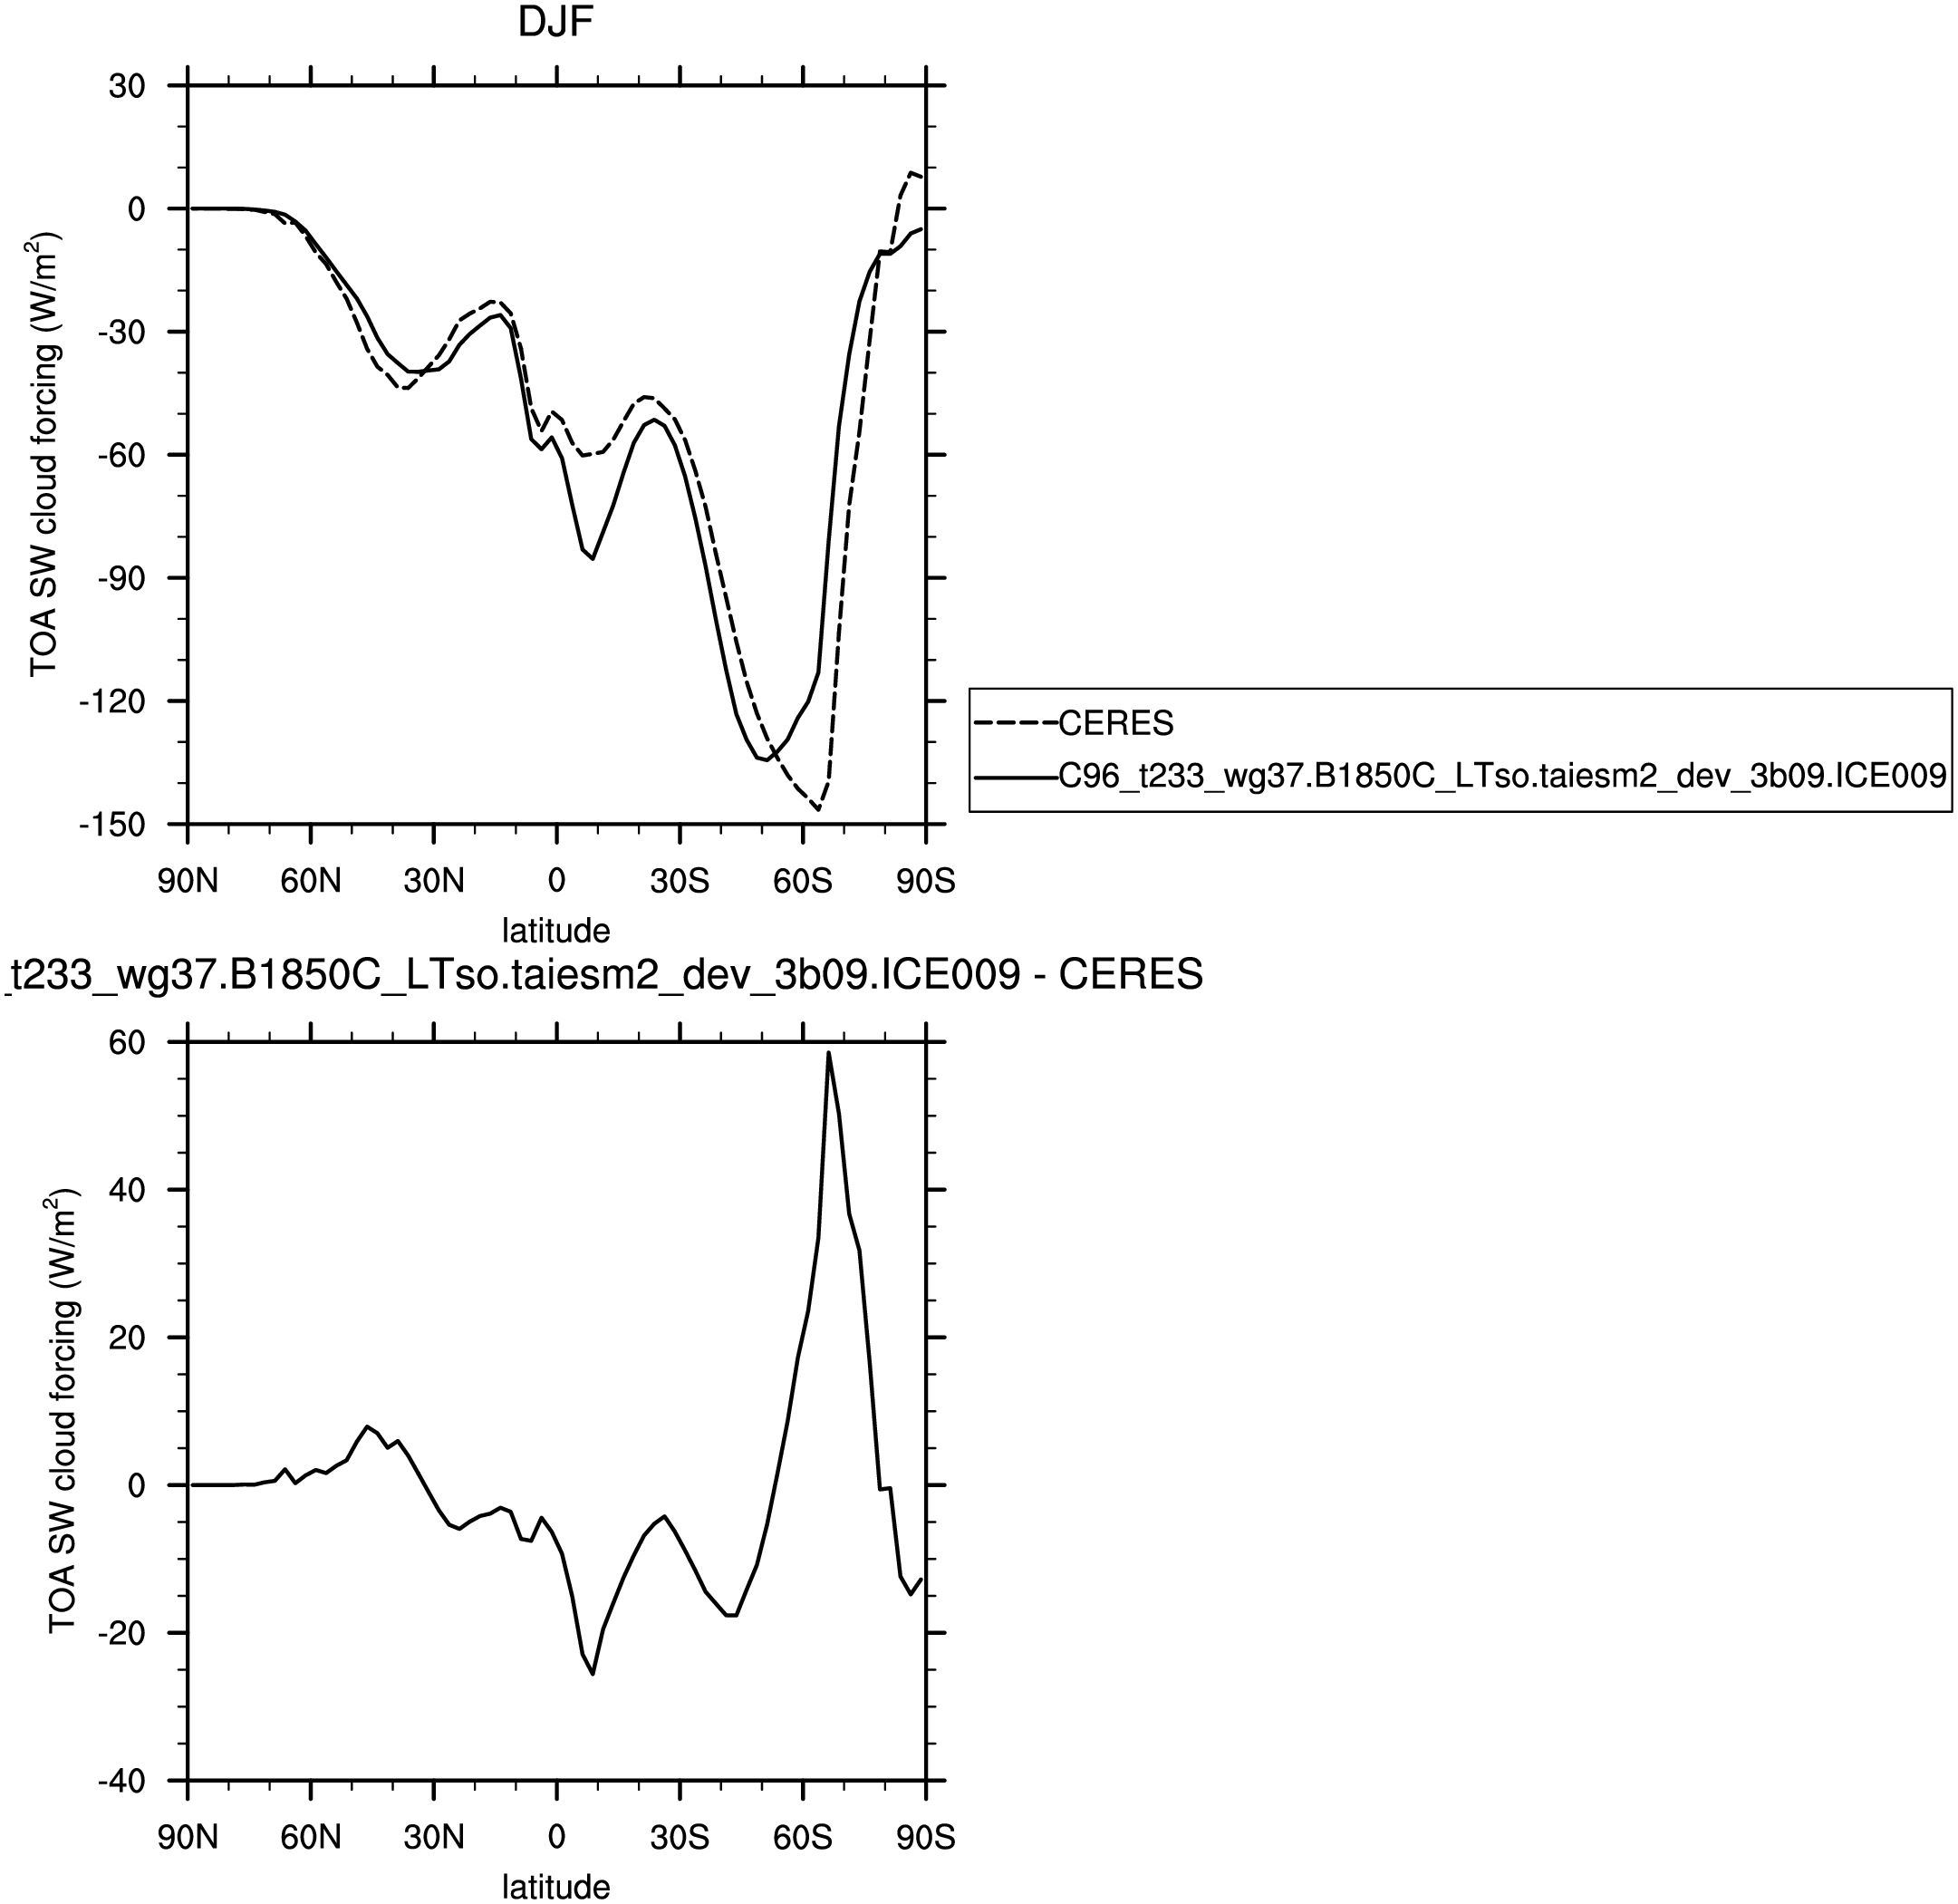 DJF
30
0
-30
-60
-90
-120
-150
TOA SW cloud forcing (W/m²)
90N 60N 30N 0 30S 60S 90S
latitude
CERES
C96_t233_wg37.B1850C_LTso.taiesm2_dev_3b09.ICE009
_t233_wg37.B1850C_LTso.taiesm2_dev_3b09.ICE009 - CERES
60
40
20
0
-20
-40
TOA SW cloud forcing (W/m²)
90N 60N 30N 0 30S 60S 90S
latitude